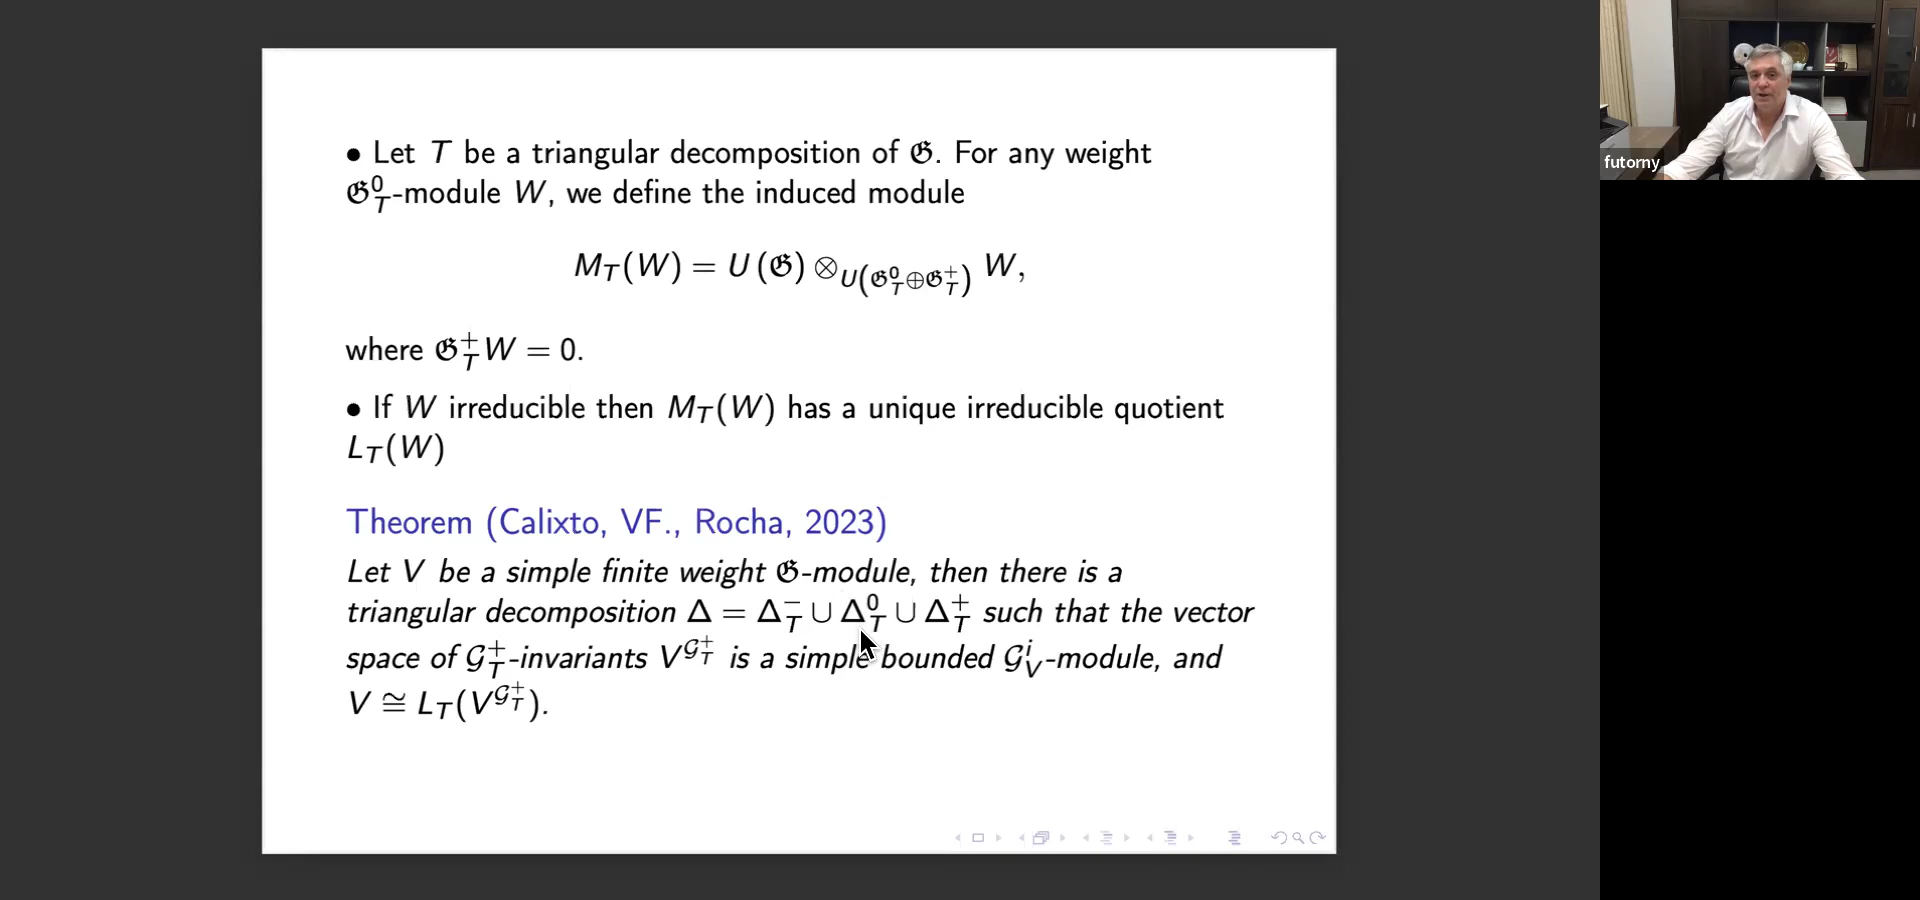 • Let T be a triangular decomposition of 𝕲. For any weight
𝕲⁰_T-module W, we define the induced module
M_T(W) = U(𝕲) ⊗_{U(𝕲⁰_T⊕𝕲⁺_T)} W,
where 𝕲⁺_T W = 0.
• If W irreducible then M_T(W) has a unique irreducible quotient
L_T(W)
Theorem (Calixto, VF., Rocha, 2023)
Let V be a simple finite weight 𝕲-module, then there is a
triangular decomposition Δ = Δ⁻_T ∪ Δ⁰_T ∪ Δ⁺_T such that the vector
space of 𝒢⁺_T-invariants V^{𝒢⁺_T} is a simple bounded 𝒢^i_V-module, and
V ≅ L_T(V^{𝒢⁺_T}).
futorny